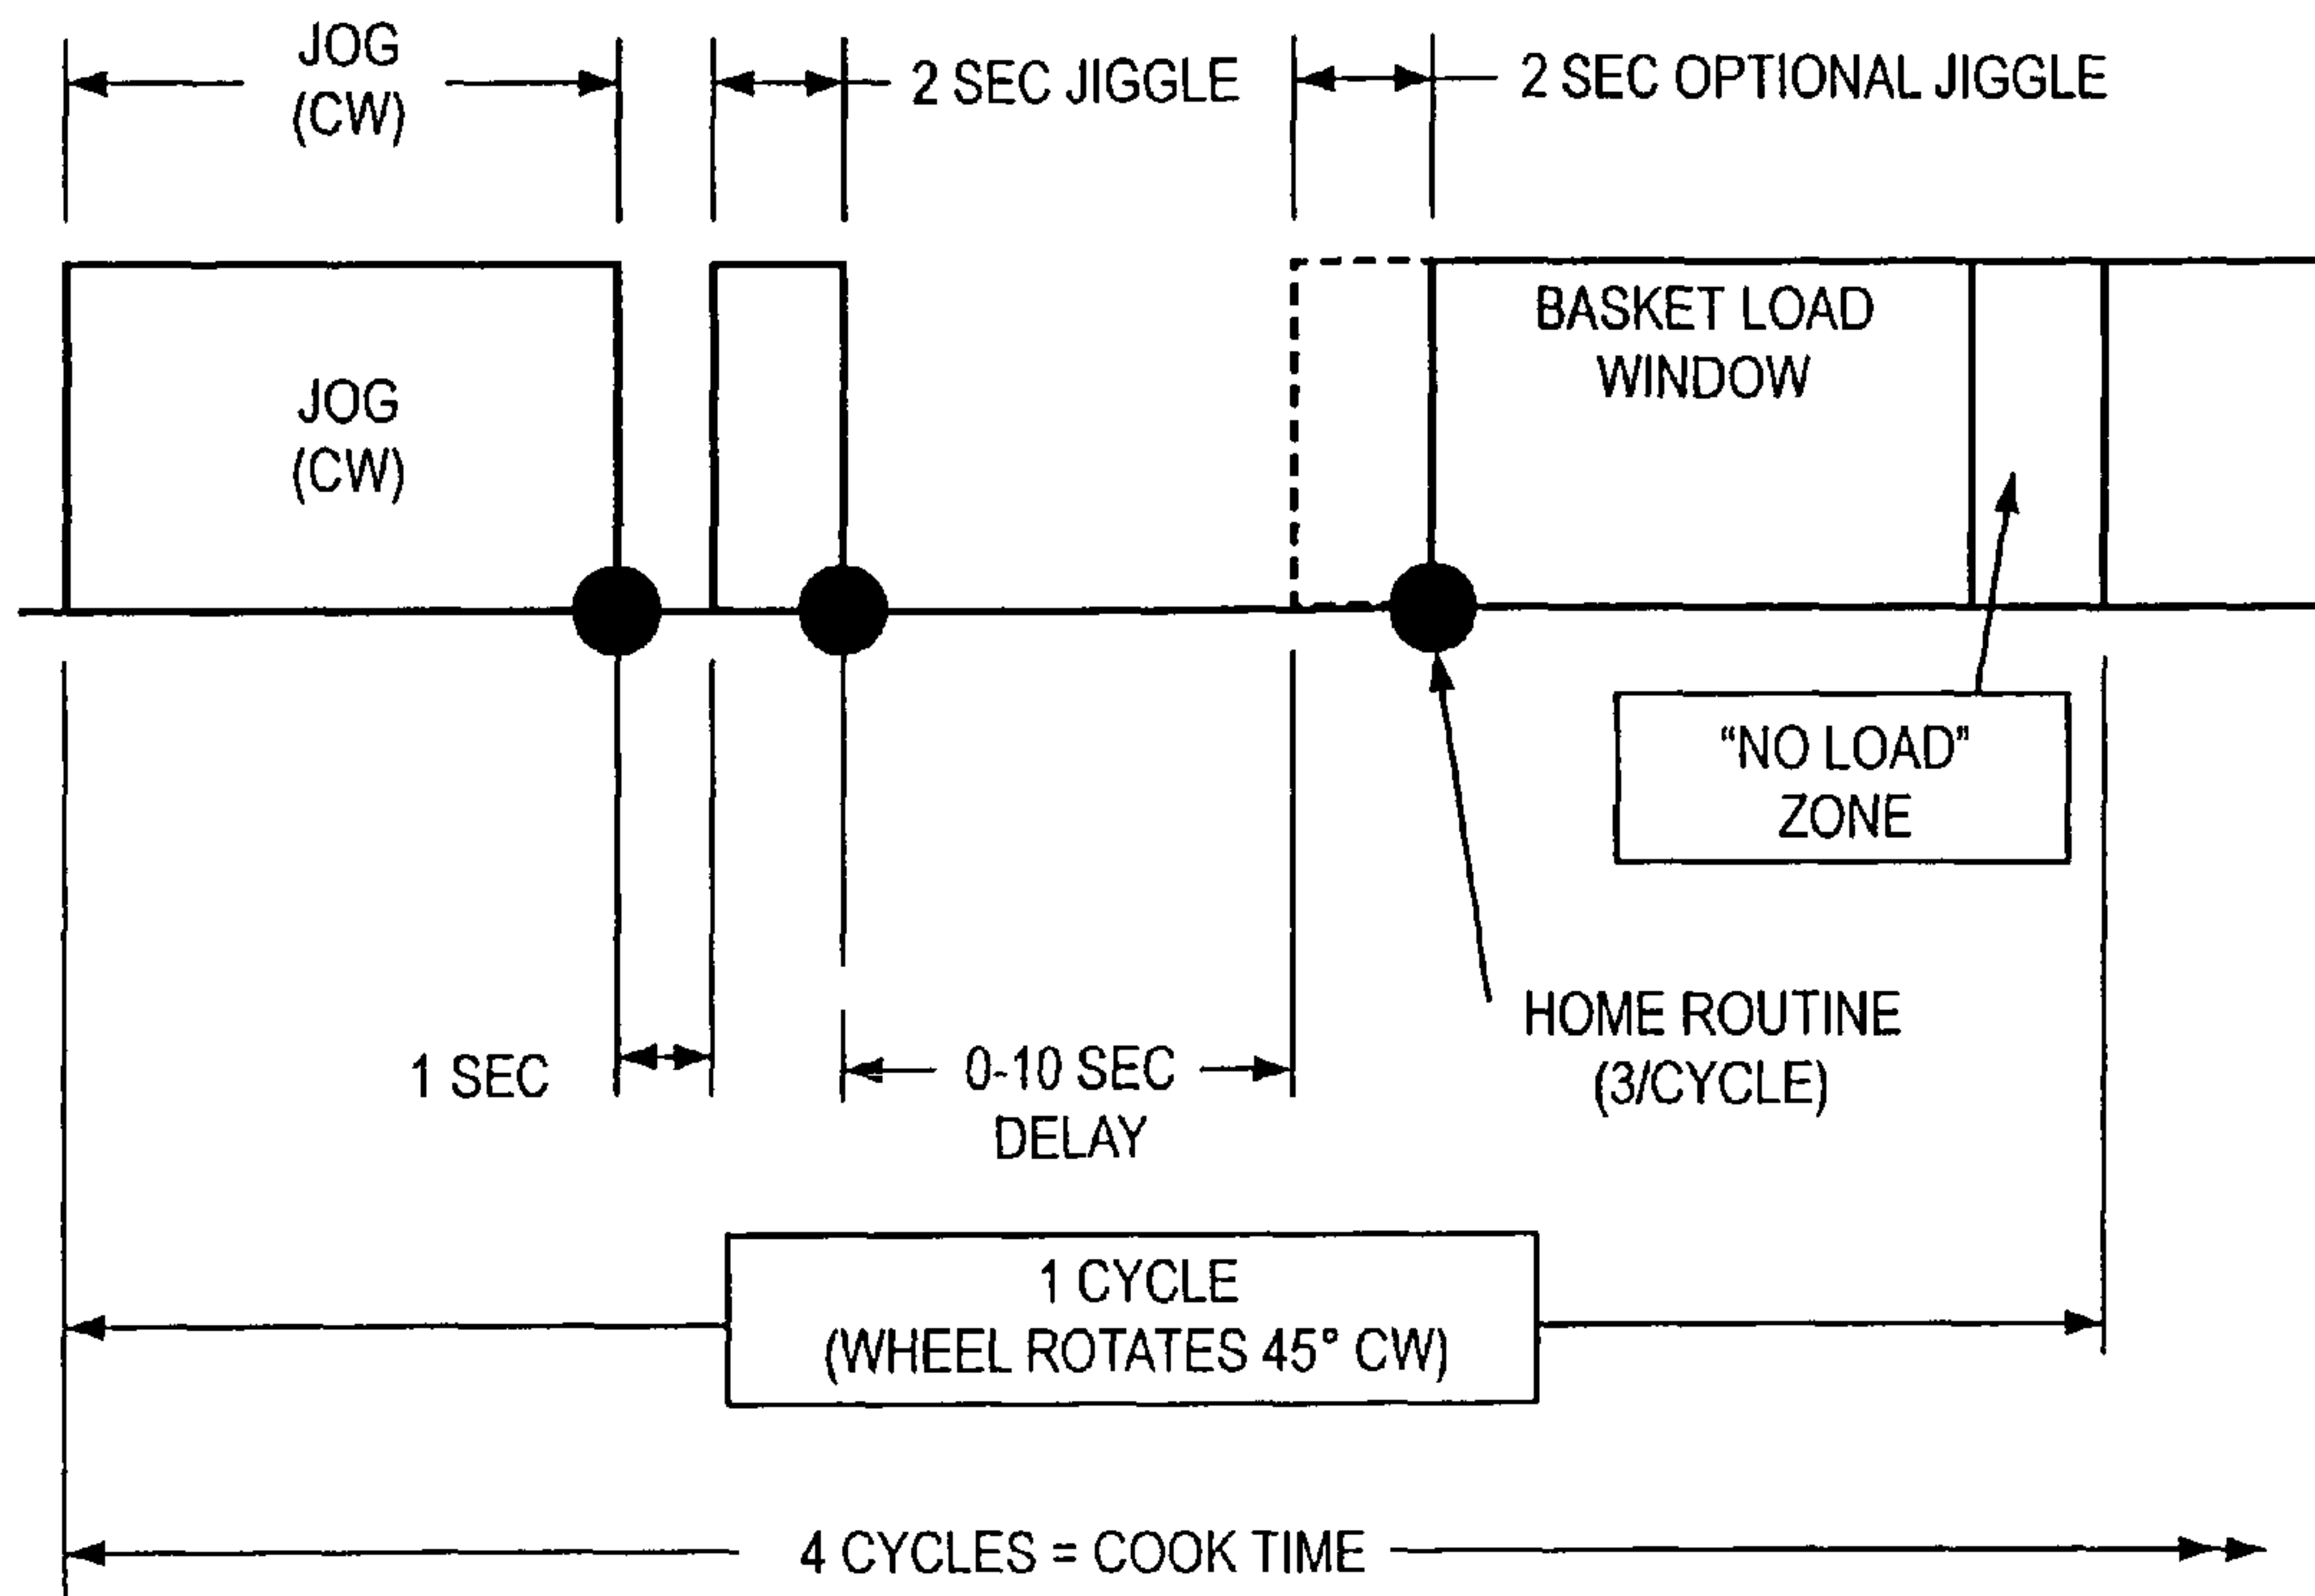 JOG
(CW)
2 SEC JIGGLE
2 SEC OPTIONAL JIGGLE
JOG
(CW)
BASKET LOAD
WINDOW
“NO LOAD”
ZONE
HOME ROUTINE
(3/CYCLE)
1 SEC
0-10 SEC
DELAY
1 CYCLE
(WHEEL ROTATES 45° CW)
4 CYCLES = COOK TIME